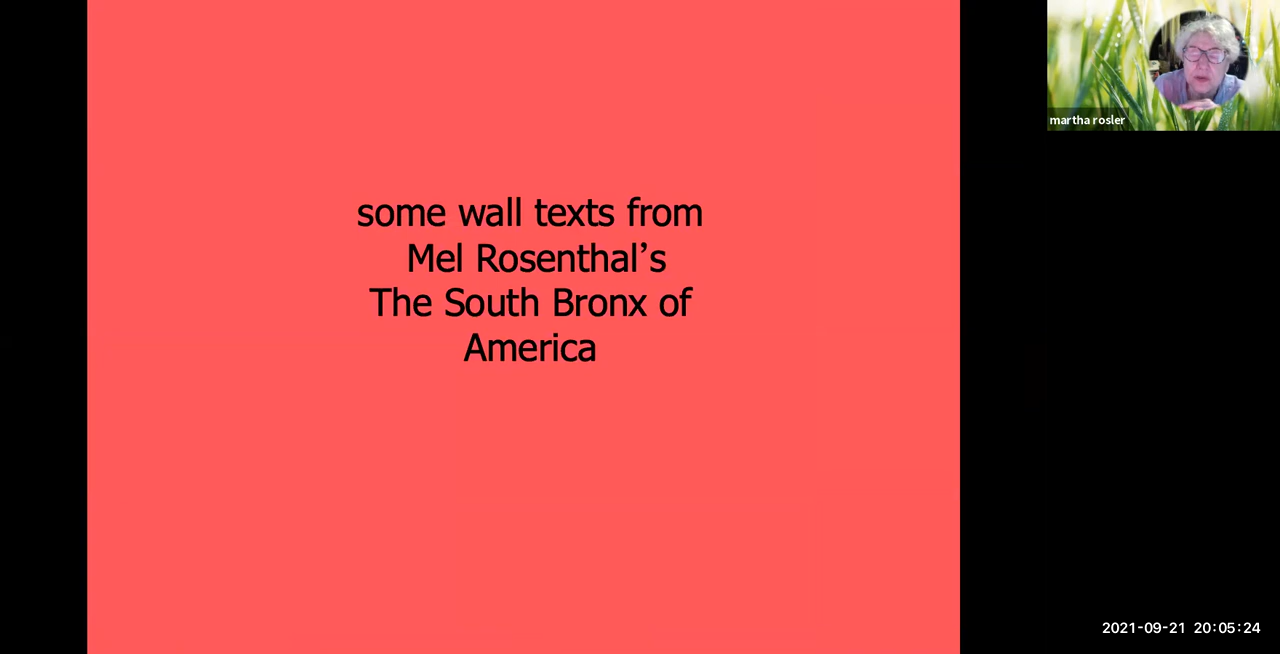 some wall texts from
Mel Rosenthal’s
The South Bronx of
America
martha rosler
2021-09-21 20:05:24